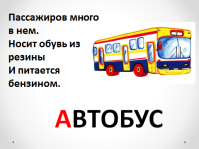 Пассажиров много
в нем.
Носит обувь из
резины
И питается
бензином.
АВТОБУС